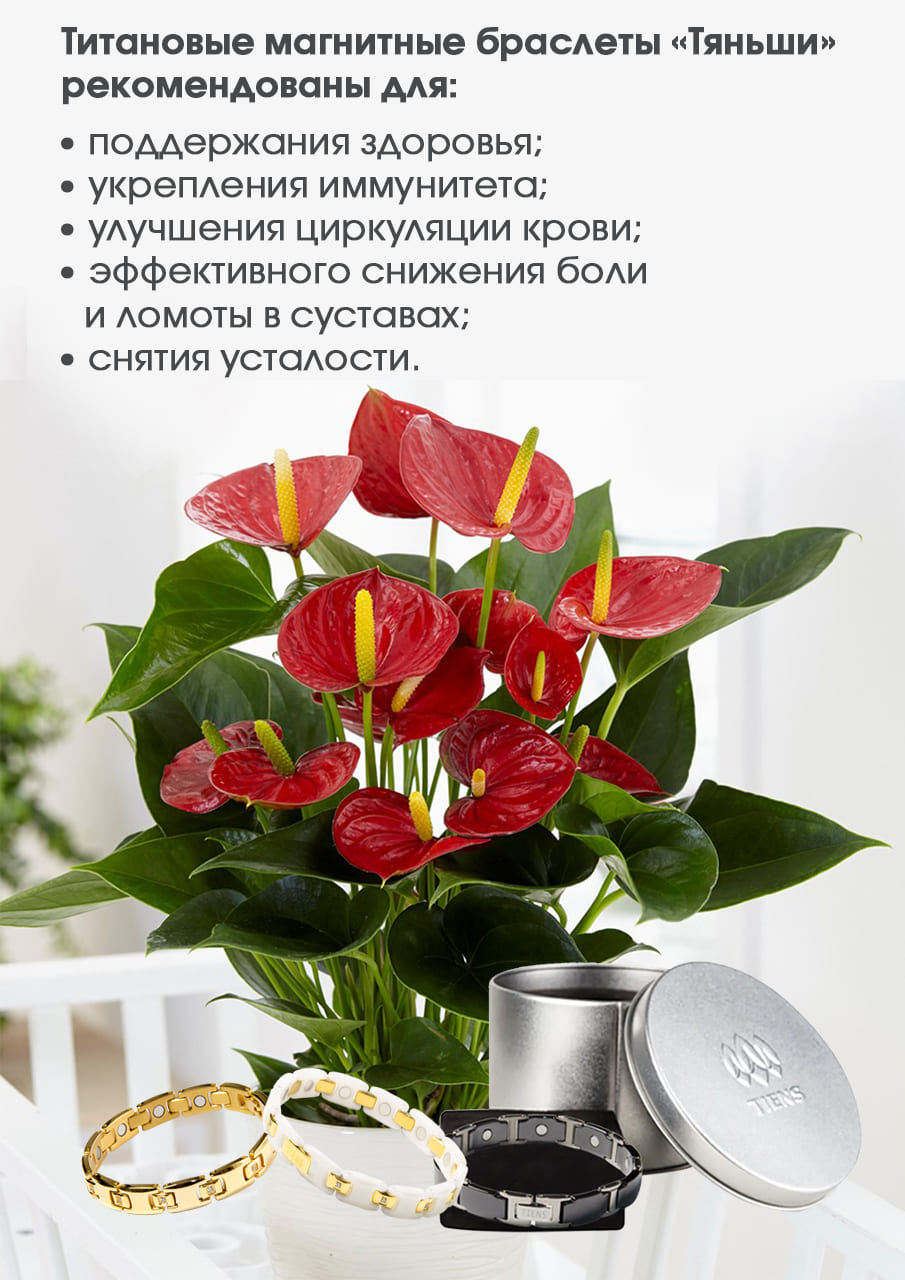 Титановые магнитные браслеты «Тяньши»
рекомендованы для:
• поддержания здоровья;
• укрепления иммунитета;
• улучшения циркуляции крови;
• эффективного снижения боли
и ломоты в суставах;
• снятия усталости.
TIENS
TIENS